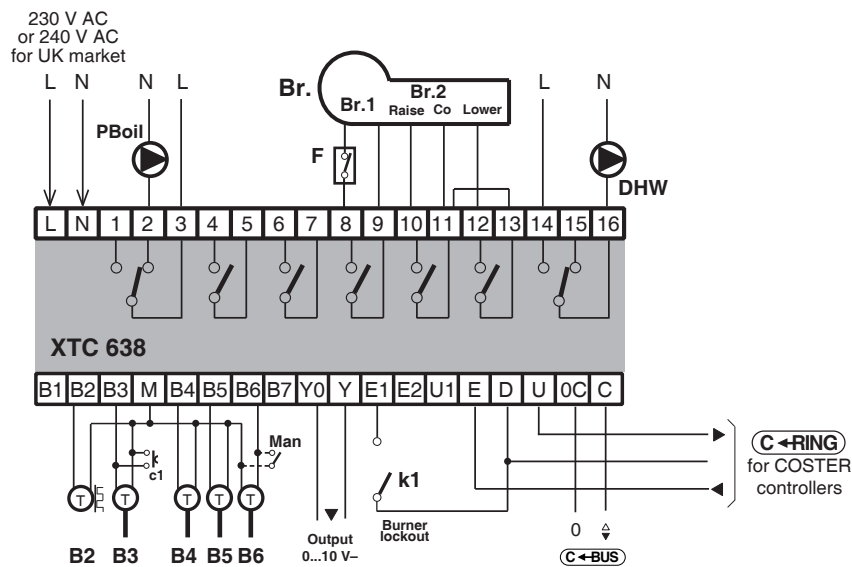 230 V AC
or 240 V AC
for UK market
L N N L L N
Br.
Br.1
Br.2
Raise Co Lower
PBoil
F
DHW
L N 1 2 3 4 5 6 7 8 9 10 11 12 13 14 15 16
XTC 638
B1 B2 B3 M B4 B5 B6 B7 Y0 Y E1 E2 U1 E D U 0C C
Man
c1
k1
C RING
for COSTER
controllers
T T T T T
Burner
lockout
Output
0...10 V–
0
B2 B3 B4 B5 B6
C BUS